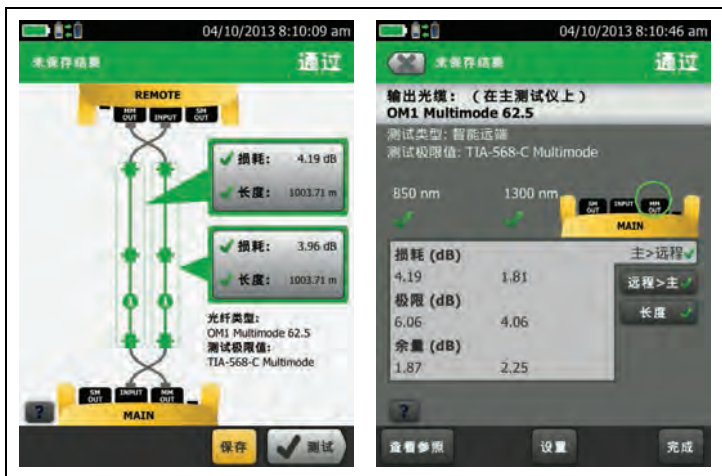 04/10/2013 8:10:09 am
未保存结果
通过
REMOTE
MM OUT
INPUT
SM OUT
损耗: 4.19 dB
长度: 1003.71 m
损耗: 3.96 dB
长度: 1003.71 m
光纤类型:
OM1 Multimode 62.5
测试极限值:
TIA-568-C Multimode
SM OUT
INPUT
MM OUT
MAIN
?
保存
测试
04/10/2013 8:10:46 am
未保存结果
通过
输出光缆: (在主测试仪上)
OM1 Multimode 62.5
测试类型: 智能远端
测试极限值: TIA-568-C Multimode
850 nm
1300 nm
SM OUT
INPUT
MM OUT
MAIN
损耗 (dB)
4.19 1.81
极限 (dB)
6.06 4.06
余量 (dB)
1.87 2.25
主>远程
远程>主
长度
?
查看参照
设置
完成